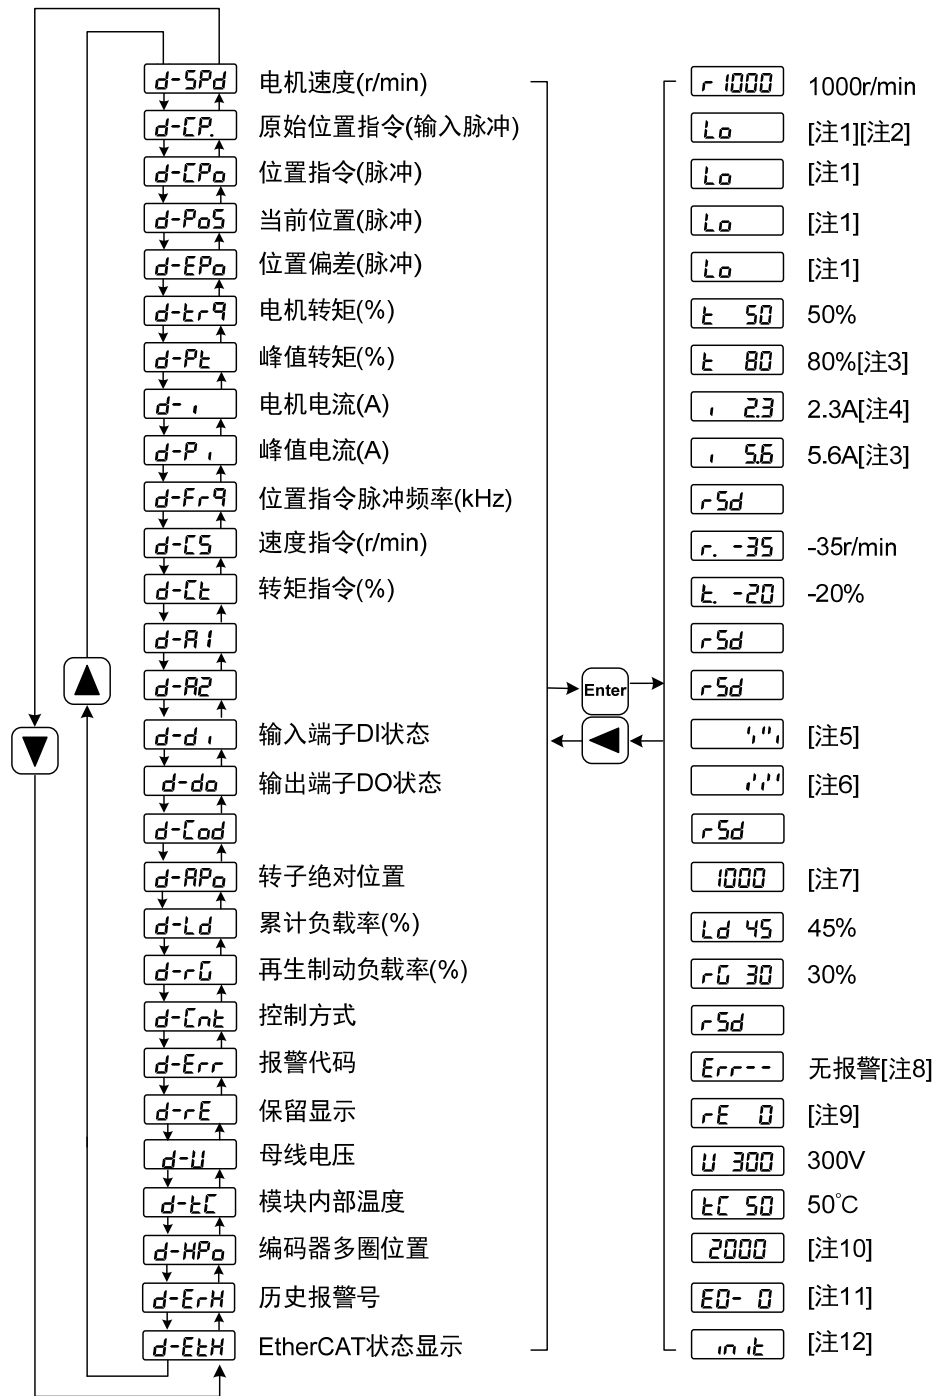 d-SPd 电机速度(r/min) r 1000 1000r/min
d-CP. 原始位置指令(输入脉冲) Lo [注1][注2]
d-CPo 位置指令(脉冲) Lo [注1]
d-PoS 当前位置(脉冲) Lo [注1]
d-EPo 位置偏差(脉冲) Lo [注1]
d-trq 电机转矩(%) t 50 50%
d-Pt 峰值转矩(%) t 80 80%[注3]
d-i 电机电流(A) i 2.3 2.3A[注4]
d-Pi 峰值电流(A) i 5.6 5.6A[注3]
d-Frq 位置指令脉冲频率(kHz) rSd
d-CS 速度指令(r/min) r. -35 -35r/min
d-Ct 转矩指令(%) t. -20 -20%
d-A1 rSd
d-A2 rSd
Enter
d-di 输入端子DI状态 [注5]
d-do 输出端子DO状态 [注6]
d-Cod rSd
d-APo 转子绝对位置 1000 [注7]
d-Ld 累计负载率(%) Ld 45 45%
d-rG 再生制动负载率(%) rG 30 30%
d-Cnt 控制方式 rSd
d-Err 报警代码 Err-- 无报警[注8]
d-rE 保留显示 rE 0 [注9]
d-U 母线电压 U 300 300V
d-tC 模块内部温度 tC 50 50℃
d-HPo 编码器多圈位置 2000 [注10]
d-ErH 历史报警号 E0- 0 [注11]
d-EtH EtherCAT状态显示 init [注12]